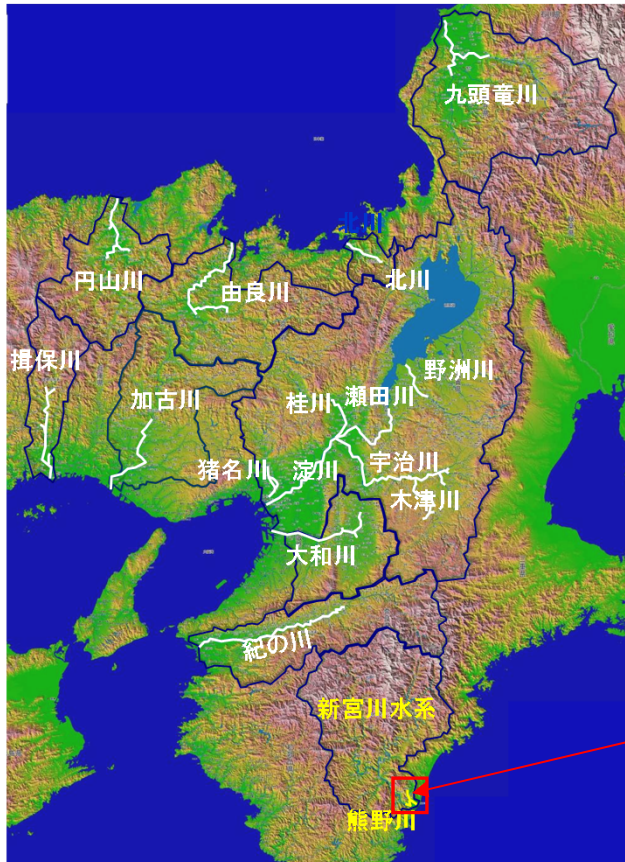 九頭竜川
北川
円山川
由良川
北川
揖保川
加古川
桂川
瀬田川
野洲川
猪名川
淀川
宇治川
木津川
大和川
紀の川
新宮川水系
熊野川